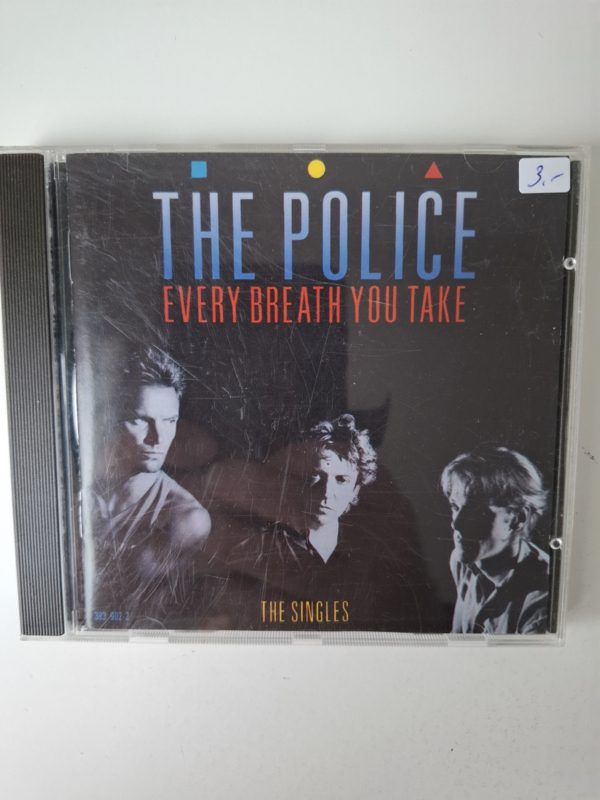 3.-
THE POLICE
EVERY BREATH YOU TAKE
THE SINGLES